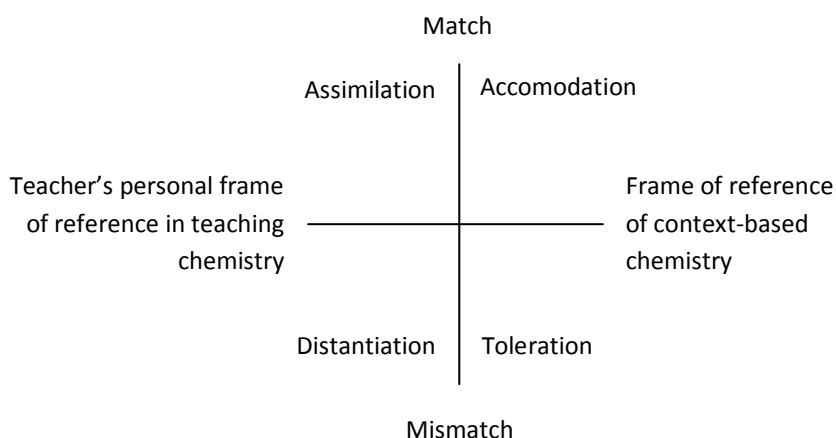 Match
Assimilation
Accomodation
Teacher's personal frame
of reference in teaching
chemistry
Frame of reference
of context-based
chemistry
Distantiation
Toleration
Mismatch